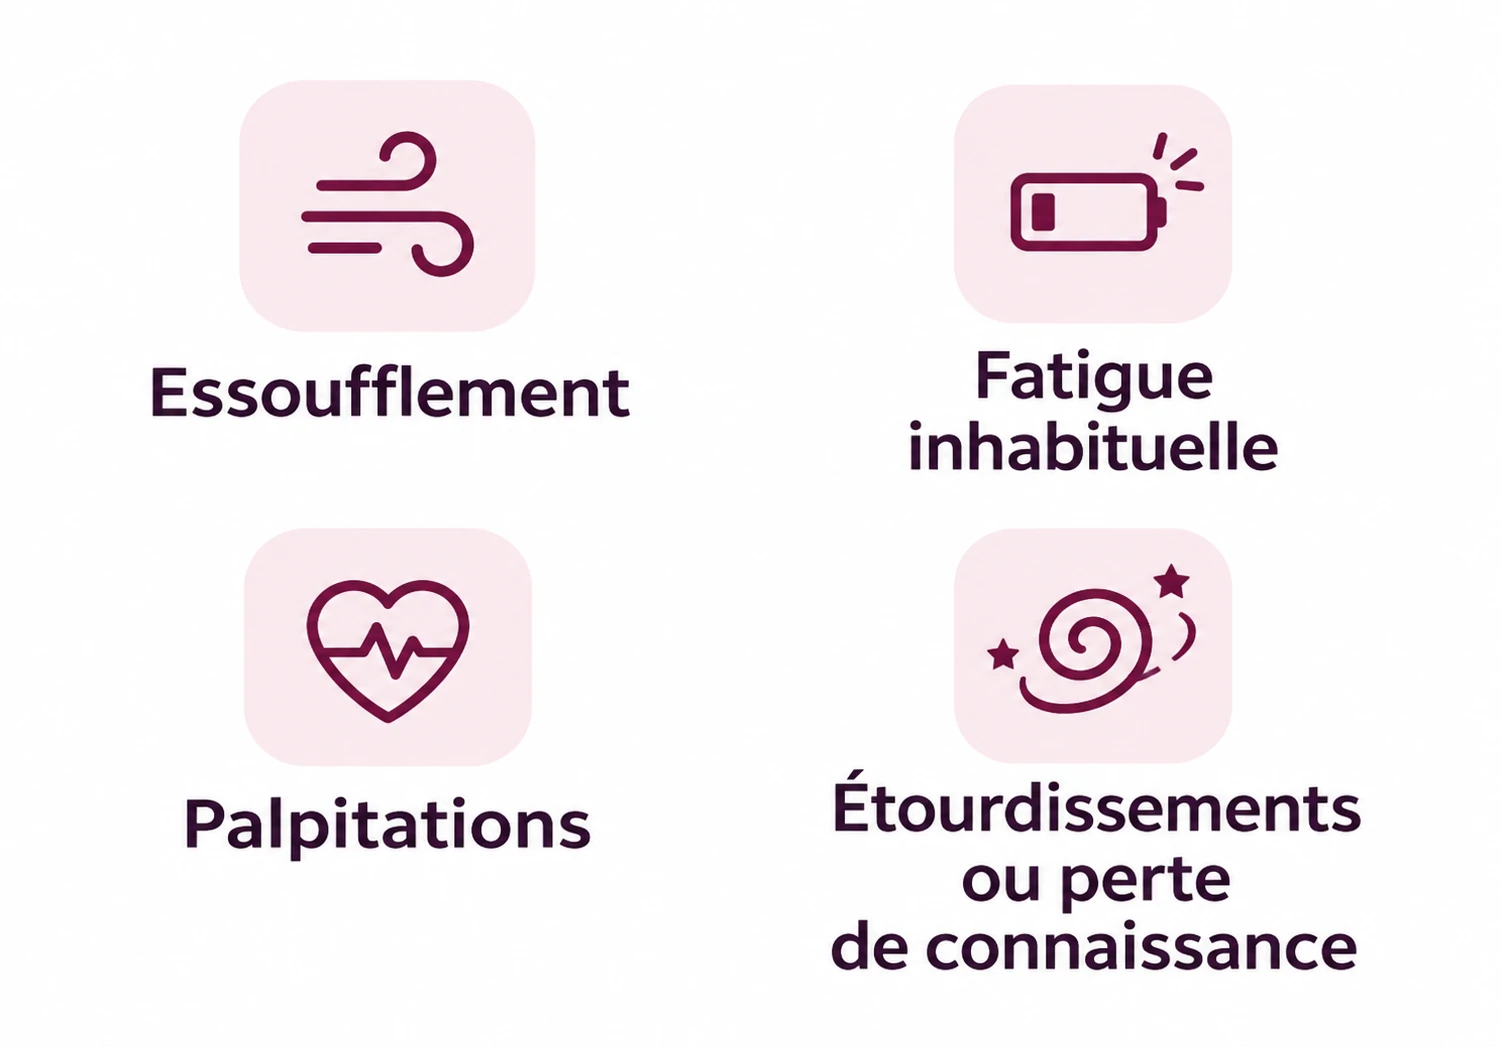 Essoufflement
Fatigue
inhabituelle
Palpitations
Étourdissements
ou perte
de connaissance